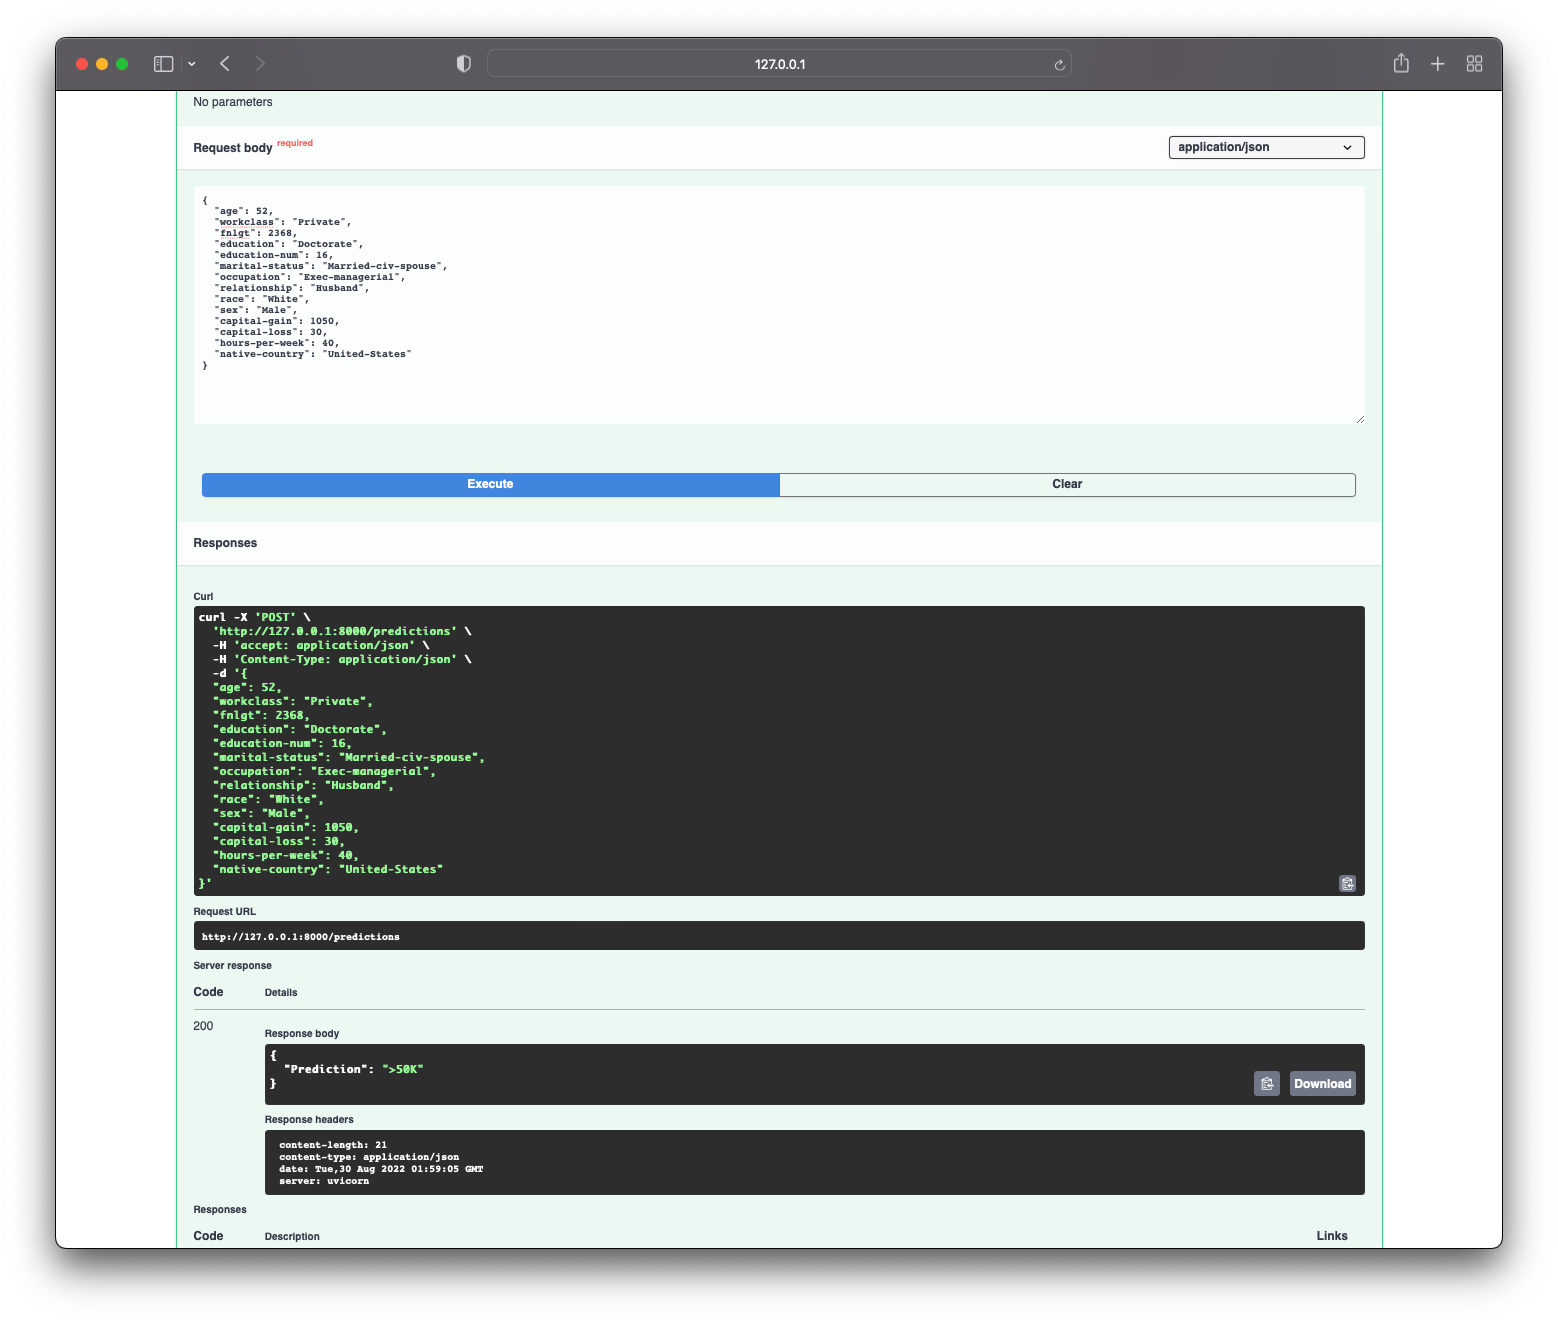 127.0.0.1
No parameters
Request body required
application/json
{
  "age": 52,
  "workclass": "Private",
  "fnlgt": 2368,
  "education": "Doctorate",
  "education-num": 16,
  "marital-status": "Married-civ-spouse",
  "occupation": "Exec-managerial",
  "relationship": "Husband",
  "race": "White",
  "sex": "Male",
  "capital-gain": 1050,
  "capital-loss": 30,
  "hours-per-week": 40,
  "native-country": "United-States"
}
Execute
Clear
Responses
Curl
curl -X 'POST' \
  'http://127.0.0.1:8000/predictions' \
  -H 'accept: application/json' \
  -H 'Content-Type: application/json' \
  -d '{
  "age": 52,
  "workclass": "Private",
  "fnlgt": 2368,
  "education": "Doctorate",
  "education-num": 16,
  "marital-status": "Married-civ-spouse",
  "occupation": "Exec-managerial",
  "relationship": "Husband",
  "race": "White",
  "sex": "Male",
  "capital-gain": 1050,
  "capital-loss": 30,
  "hours-per-week": 40,
  "native-country": "United-States"
}'
Request URL
http://127.0.0.1:8000/predictions
Server response
Code Details
200
Response body
{
  "Prediction": ">50K"
}
Download
Response headers
content-length: 21
content-type: application/json
date: Tue,30 Aug 2022 01:59:05 GMT
server: uvicorn
Responses
Code Description Links